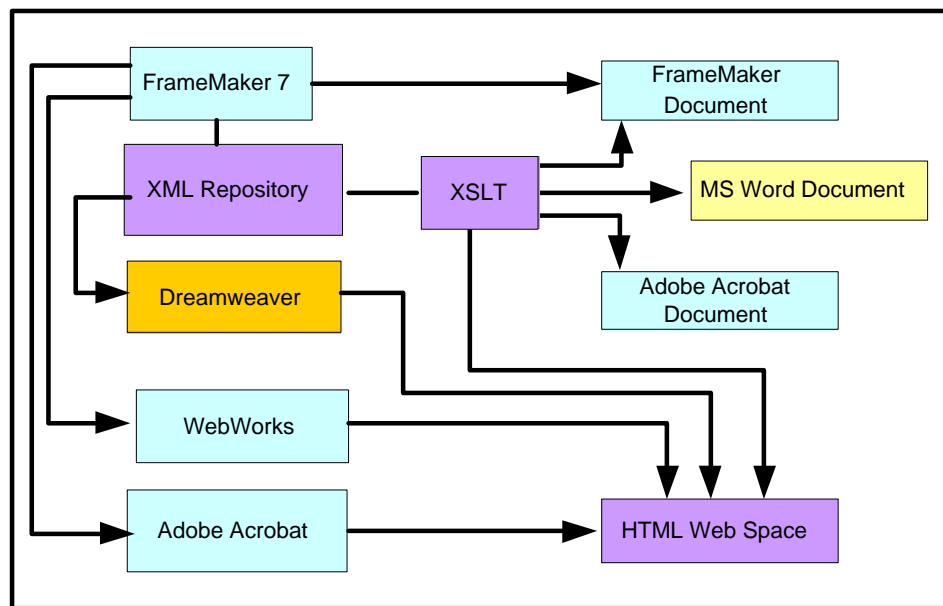 FrameMaker 7
FrameMaker
Document
XML Repository
XSLT
MS Word Document
Dreamweaver
Adobe Acrobat
Document
WebWorks
Adobe Acrobat
HTML Web Space